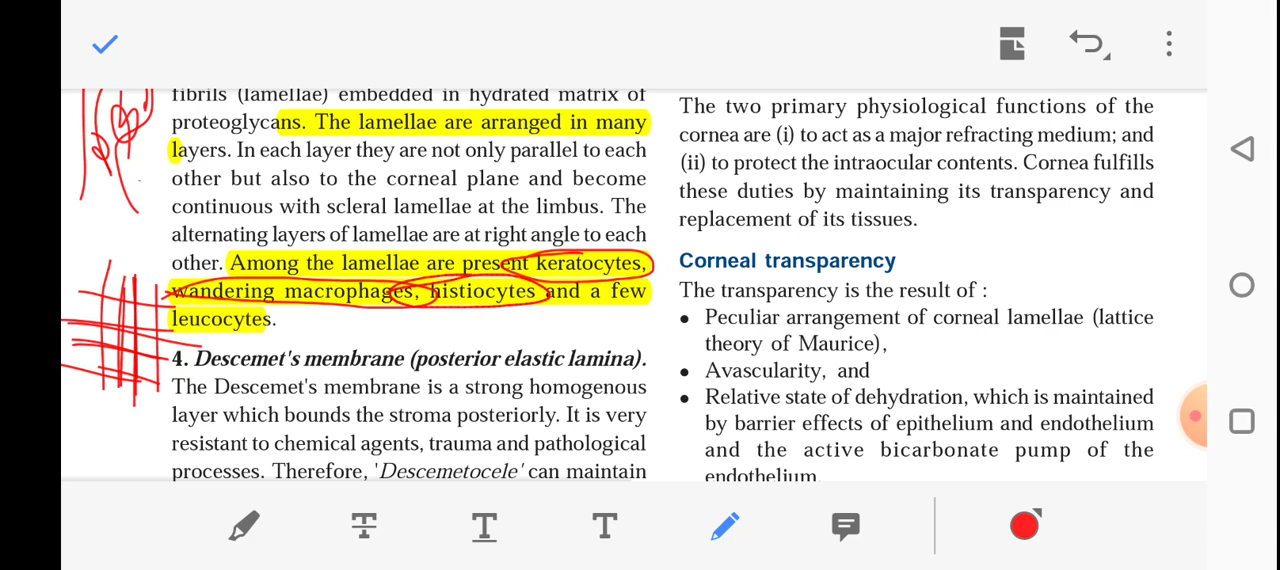 fibrils (lamellae) embedded in hydrated matrix of
proteoglycans. The lamellae are arranged in many
layers. In each layer they are not only parallel to each
other but also to the corneal plane and become
continuous with scleral lamellae at the limbus. The
alternating layers of lamellae are at right angle to each
other. Among the lamellae are present keratocytes,
wandering macrophages, histiocytes and a few
leucocytes.
4. Descemet's membrane (posterior elastic lamina).
The Descemet's membrane is a strong homogenous
layer which bounds the stroma posteriorly. It is very
resistant to chemical agents, trauma and pathological
processes. Therefore, 'Descemetocele' can maintain
The two primary physiological functions of the
cornea are (i) to act as a major refracting medium; and
(ii) to protect the intraocular contents. Cornea fulfills
these duties by maintaining its transparency and
replacement of its tissues.
Corneal transparency
The transparency is the result of :
• Peculiar arrangement of corneal lamellae (lattice
theory of Maurice),
• Avascularity, and
• Relative state of dehydration, which is maintained
by barrier effects of epithelium and endothelium
and the active bicarbonate pump of the
endothelium.
T T T